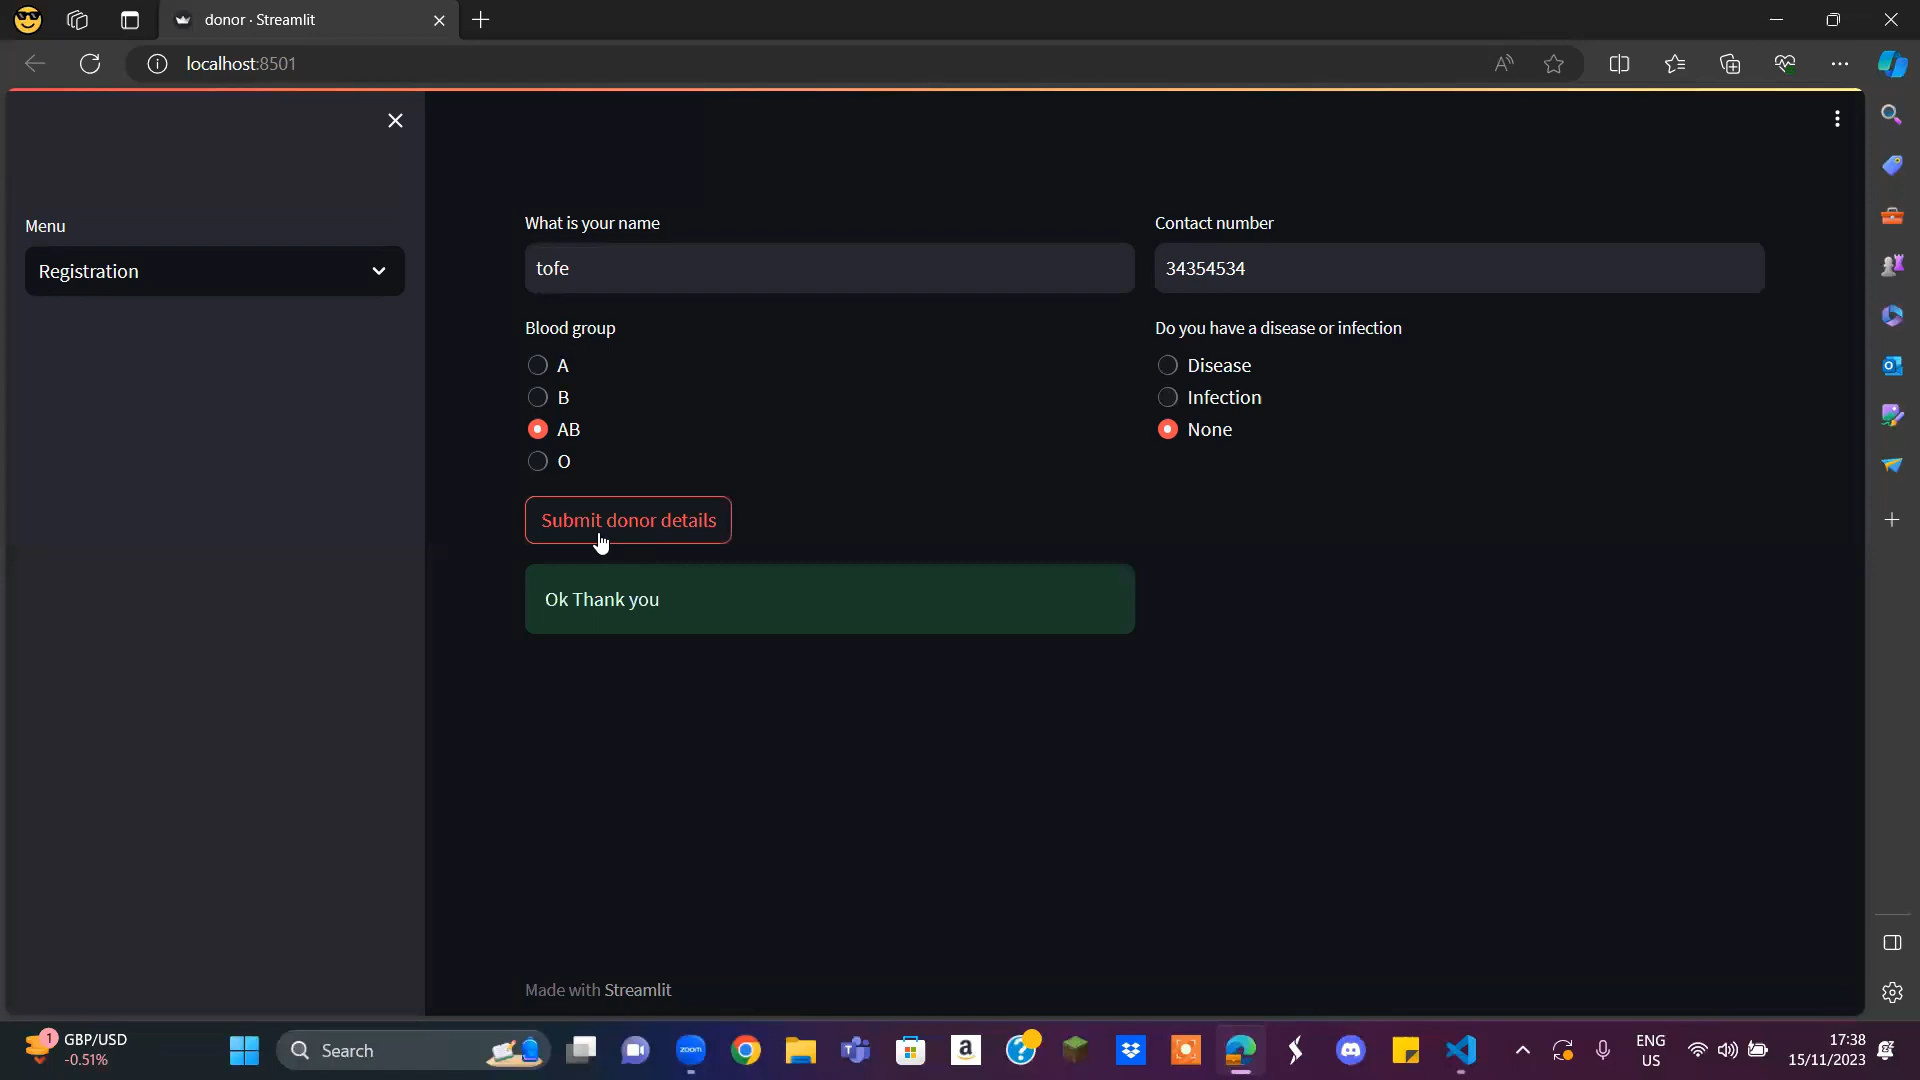 donor · Streamlit
localhost:8501
Menu
Registration
What is your name
tofe
Contact number
34354534
Blood group
A
B
AB
O
Do you have a disease or infection
Disease
Infection
None
Submit donor details
Ok Thank you
Made with Streamlit
1
GBP/USD
-0.51%
Search
zoom
a
ENG
US
17:38
15/11/2023